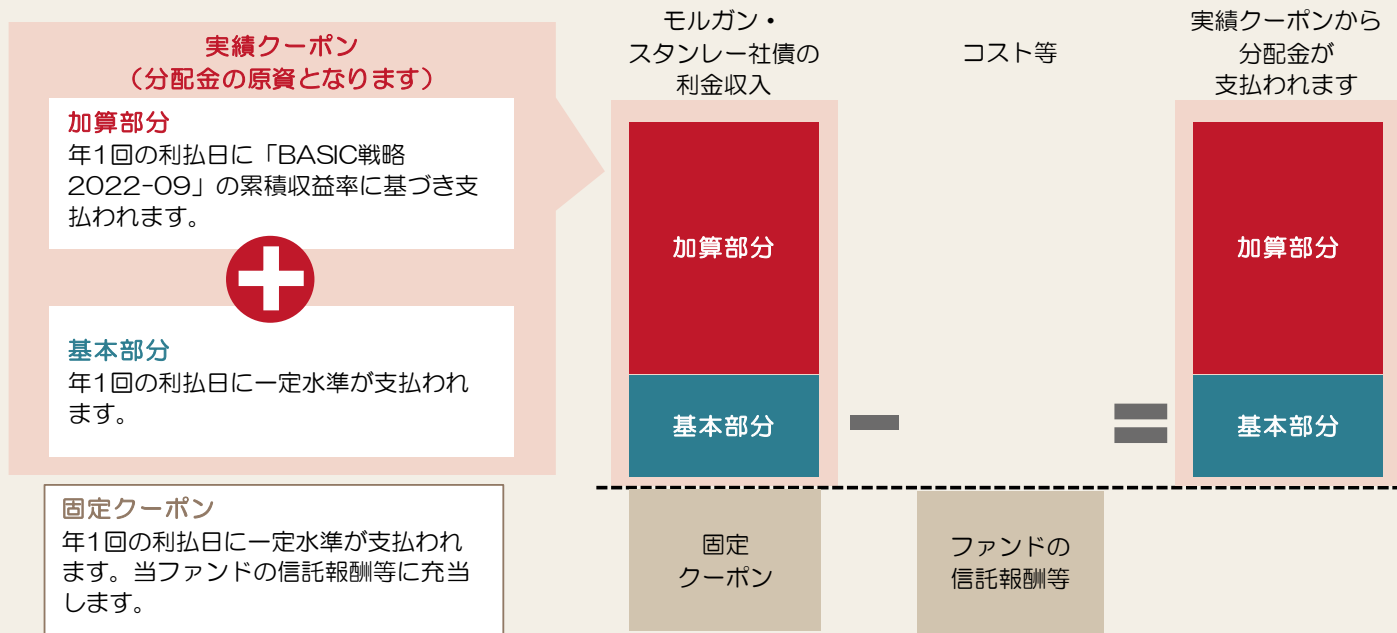 実績クーポン
（分配金の原資となります）
加算部分
年1回の利払日に「BASIC戦略
2022-09」の累積収益率に基づき支
払われます。
基本部分
年1回の利払日に一定水準が支払われ
ます。
固定クーポン
年1回の利払日に一定水準が支払われ
ます。当ファンドの信託報酬等に充当
します。
モルガン・
スタンレー社債の
利金収入
加算部分
基本部分
固定
クーポン
コスト等
ファンドの
信託報酬等
実績クーポンから
分配金が
支払われます
加算部分
基本部分